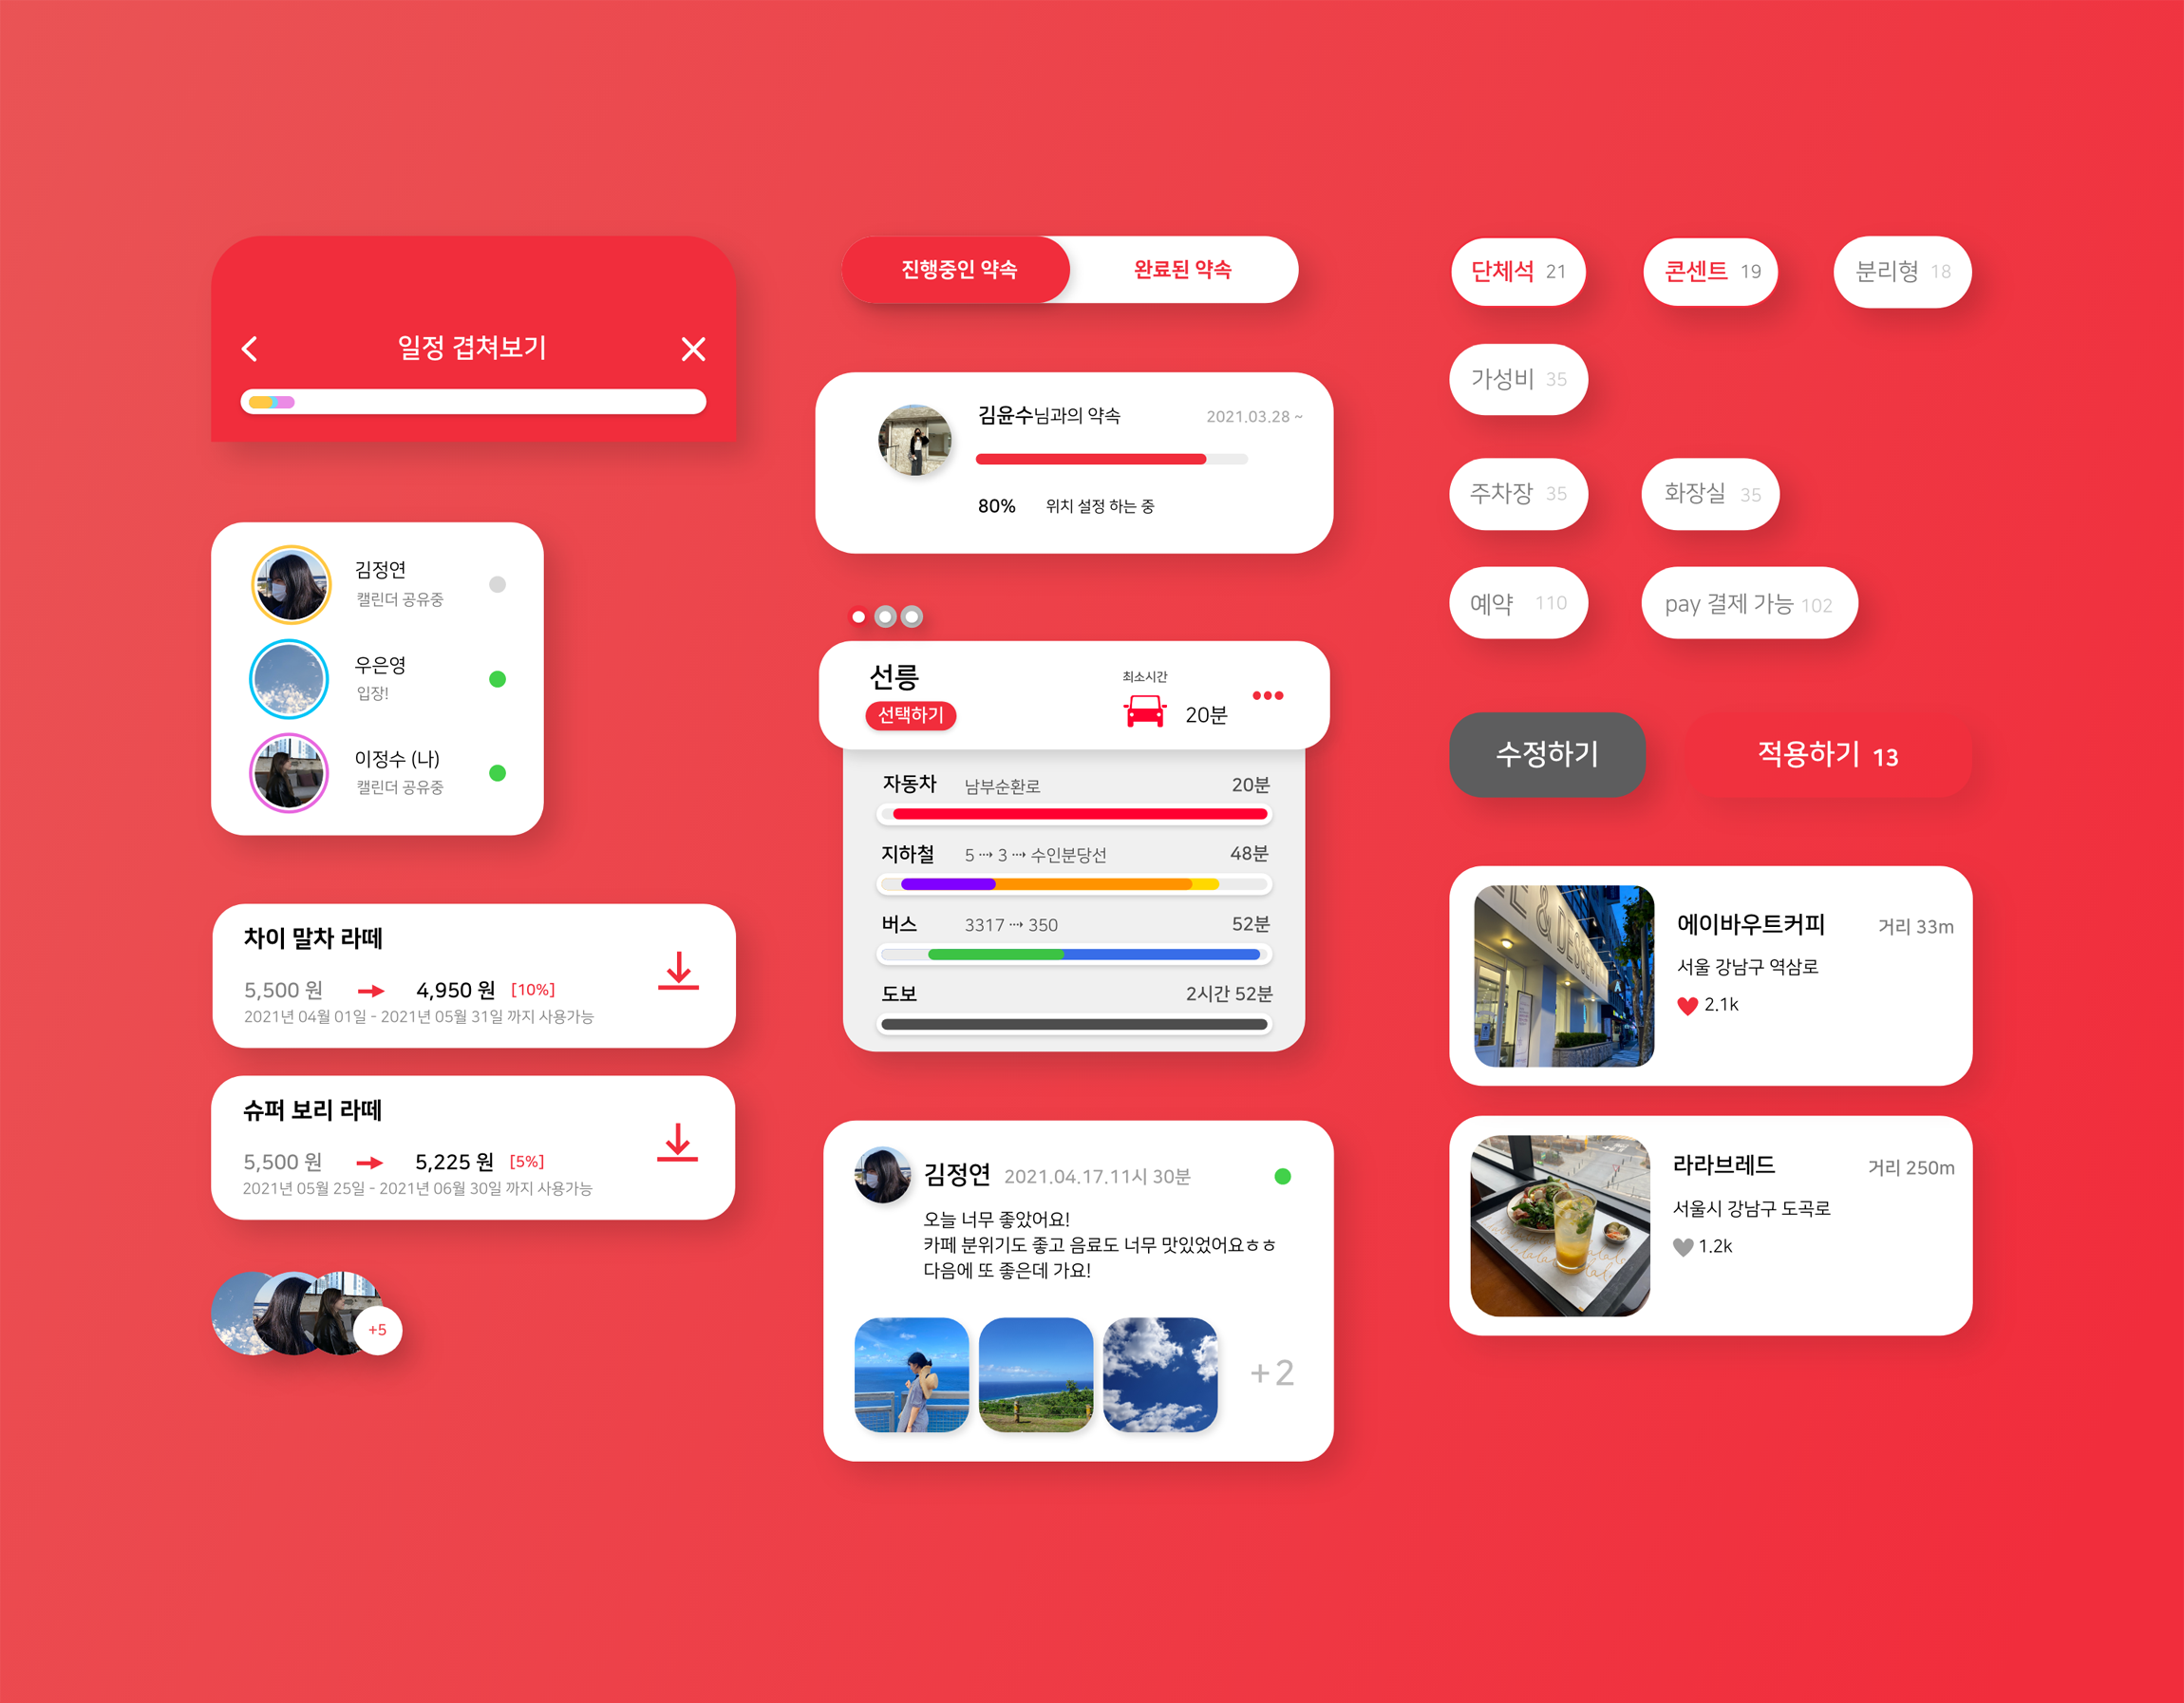 일정 겹쳐보기
김정연
캘린더 공유중
우은영
입장!
이정수 (나)
캘린더 공유중
차이 말차 라떼
5,500 원 4,950 원 [10%]
2021년 04월 01일 - 2021년 05월 31일 까지 사용가능
슈퍼 보리 라떼
5,500 원 5,225 원 [5%]
2021년 05월 25일 - 2021년 06월 30일 까지 사용가능
+5
진행중인 약속 완료된 약속
김윤수님과의 약속 2021.03.28 ~
80% 위치 설정 하는 중
선릉
선택하기
최소시간
20분
자동차 남부순환로 20분
지하철 5 ⤑ 3 ⤑ 수인분당선 48분
버스 3317 ⤑ 350 52분
도보 2시간 52분
김정연 2021.04.17.11시 30분
오늘 너무 좋았어요!
카페 분위기도 좋고 음료도 너무 맛있었어요ㅎㅎ
다음에 또 좋은데 가요!
+2
단체석 21 콘센트 19 분리형 18
가성비 35
주차장 35 화장실 35
예약 110 pay 결제 가능 102
수정하기 적용하기 13
& DESSERT
에이바우트커피 거리 33m
서울 강남구 역삼로
2.1k
라라브레드 거리 250m
서울시 강남구 도곡로
1.2k